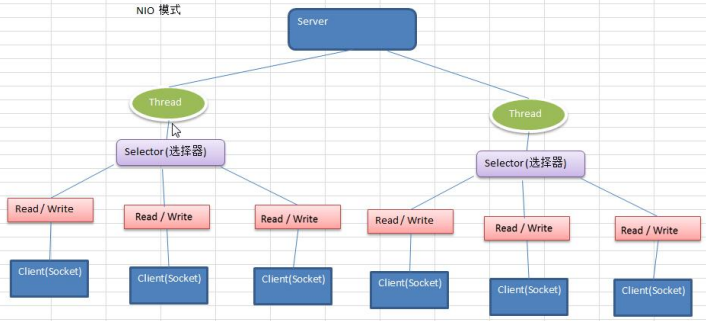 NIO 模式
Server
Thread
Thread
Selector(选择器)
Selector(选择器)
Read / Write
Read / Write
Read / Write
Read / Write
Read / Write
Read / Write
Client(Socket)
Client(Socket)
Client(Socket)
Client(Socket)
Client(Socket)
Client(Socket)